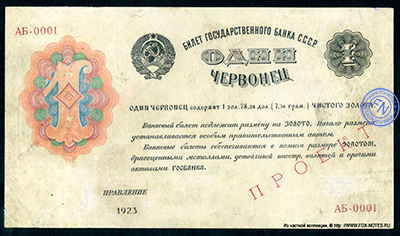 АБ-0001
БИЛЕТ ГОСУДАРСТВЕННОГО БАНКА С.С.С.Р.
ОДИН
ЧЕРВОНЕЦ
1
ОДИН ЧЕРВОНЕЦ содержит 1 зол. 78,24 дол. (7,74 грам.) ЧИСТОГО ЗОЛОТА.
Банковый билет подлежит размену на ЗОЛОТО. Начало размена
устанавливается особым правительственным актом.
Банковые билеты обеспечиваются в полном размере ЗОЛОТОМ,
драгоценными металлами, устойчивой иностр. валютой и прочими
активами ГОСБАНКА.
ПРОЕКТ
ПРАВЛЕНИЕ
1923
АБ-0001
FN
Из частной коллекции. © http://WWW.FOX-NOTES.RU